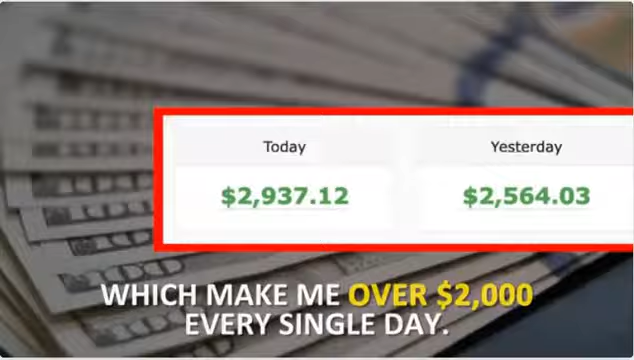 Today Yesterday
$2,937.12 $2,564.03
WHICH MAKE ME OVER $2,000
EVERY SINGLE DAY.